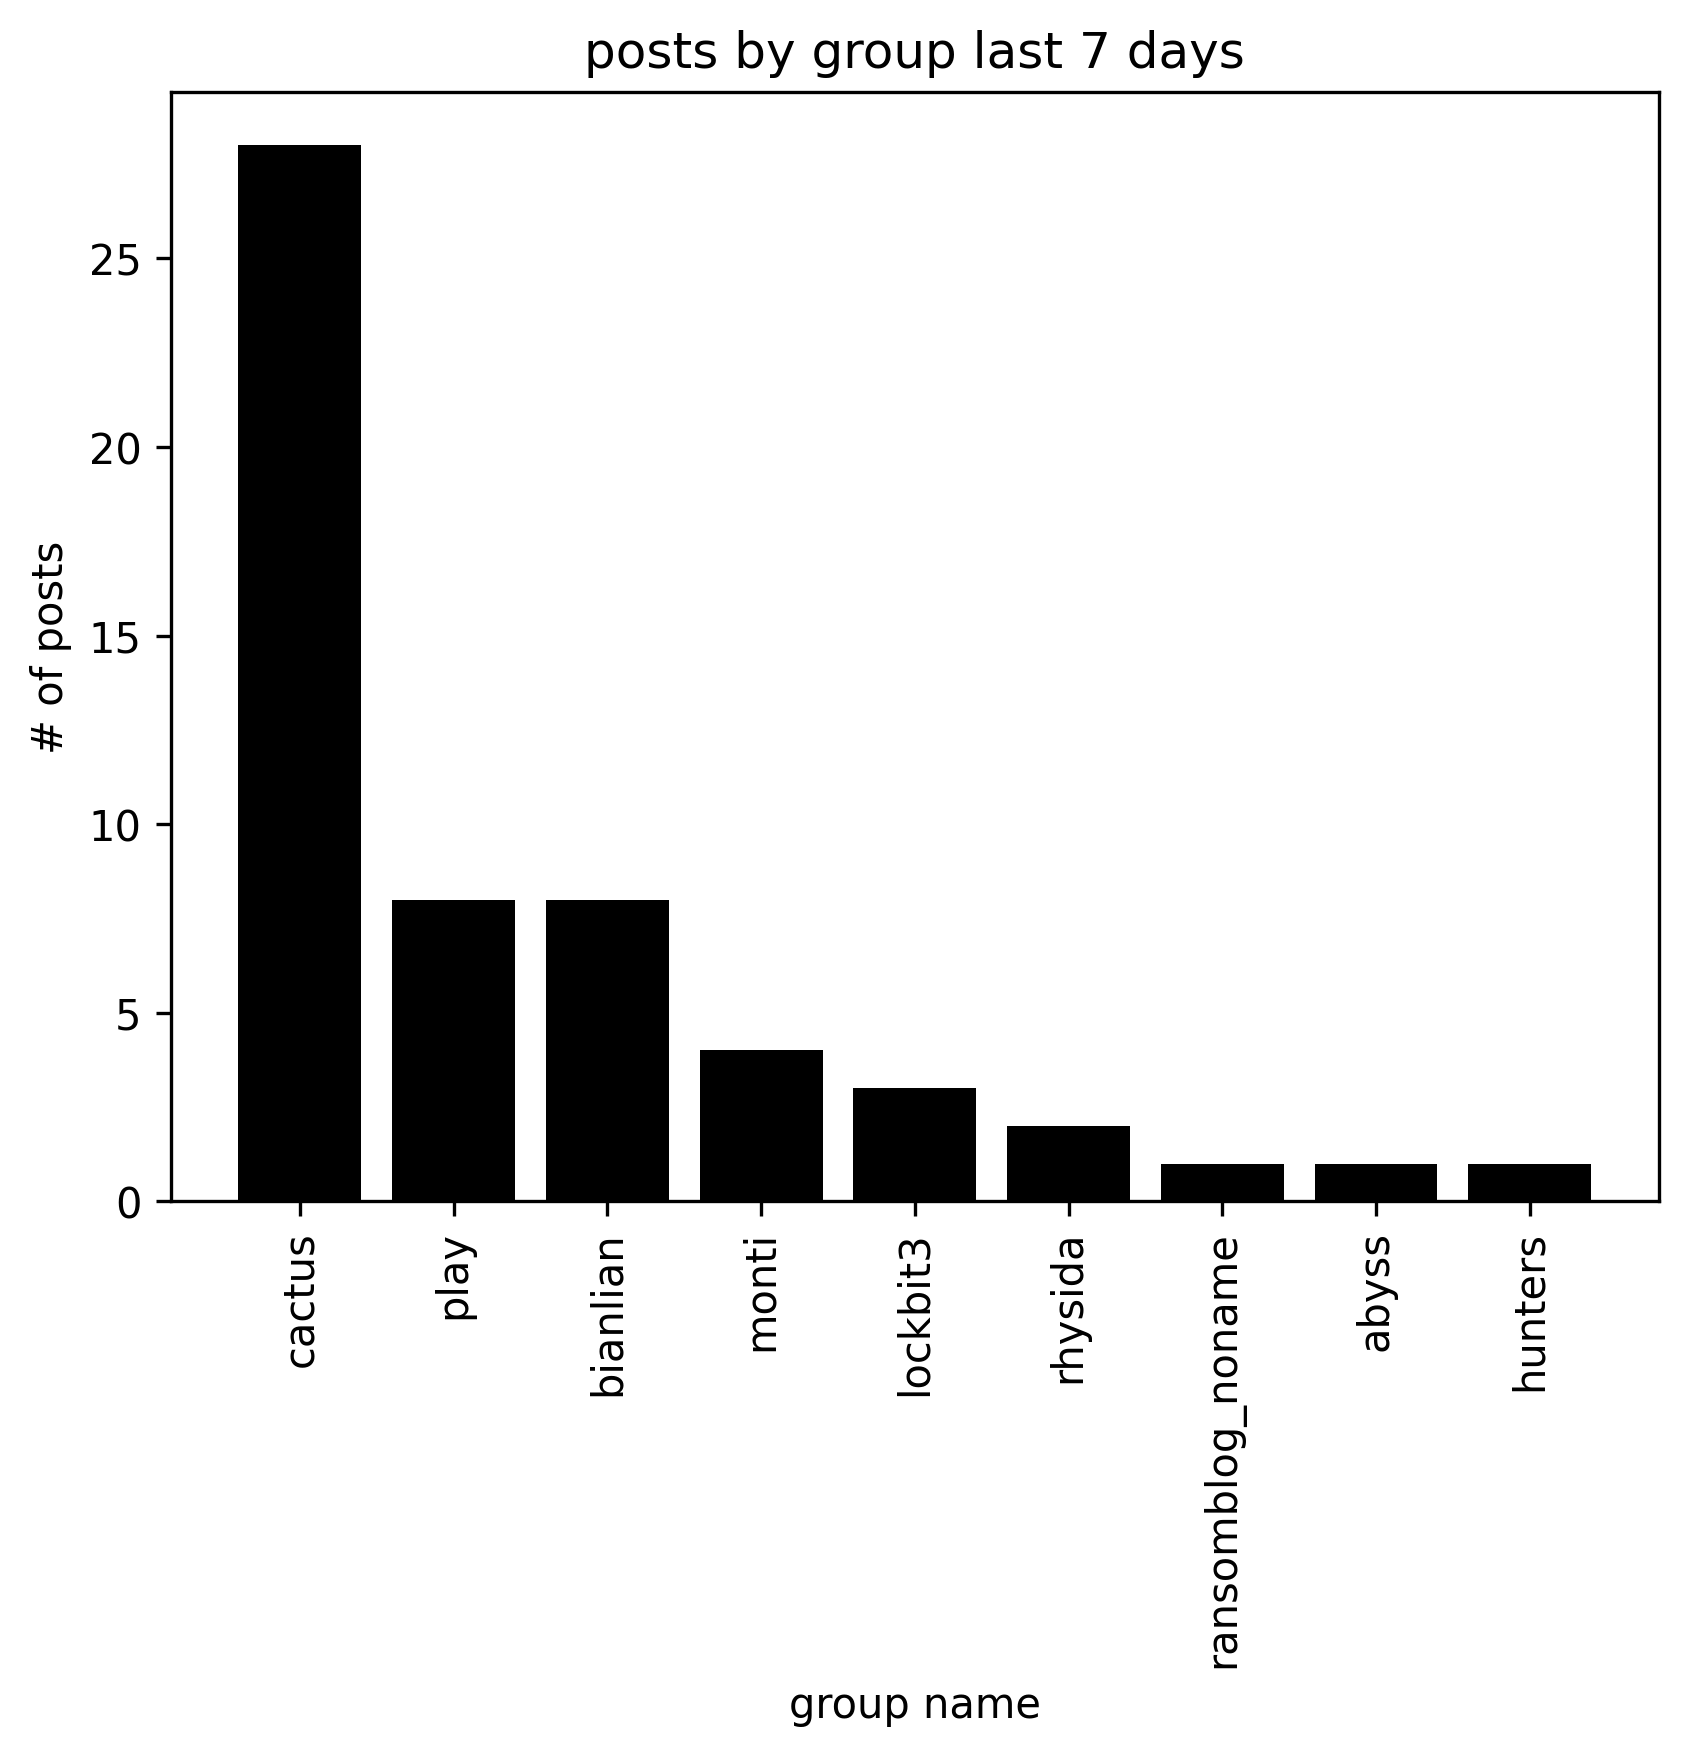 posts by group last 7 days
# of posts
25
20
15
10
5
0
cactus
play
bianlian
monti
lockbit3
rhysida
ransomblog_noname
abyss
hunters
group name